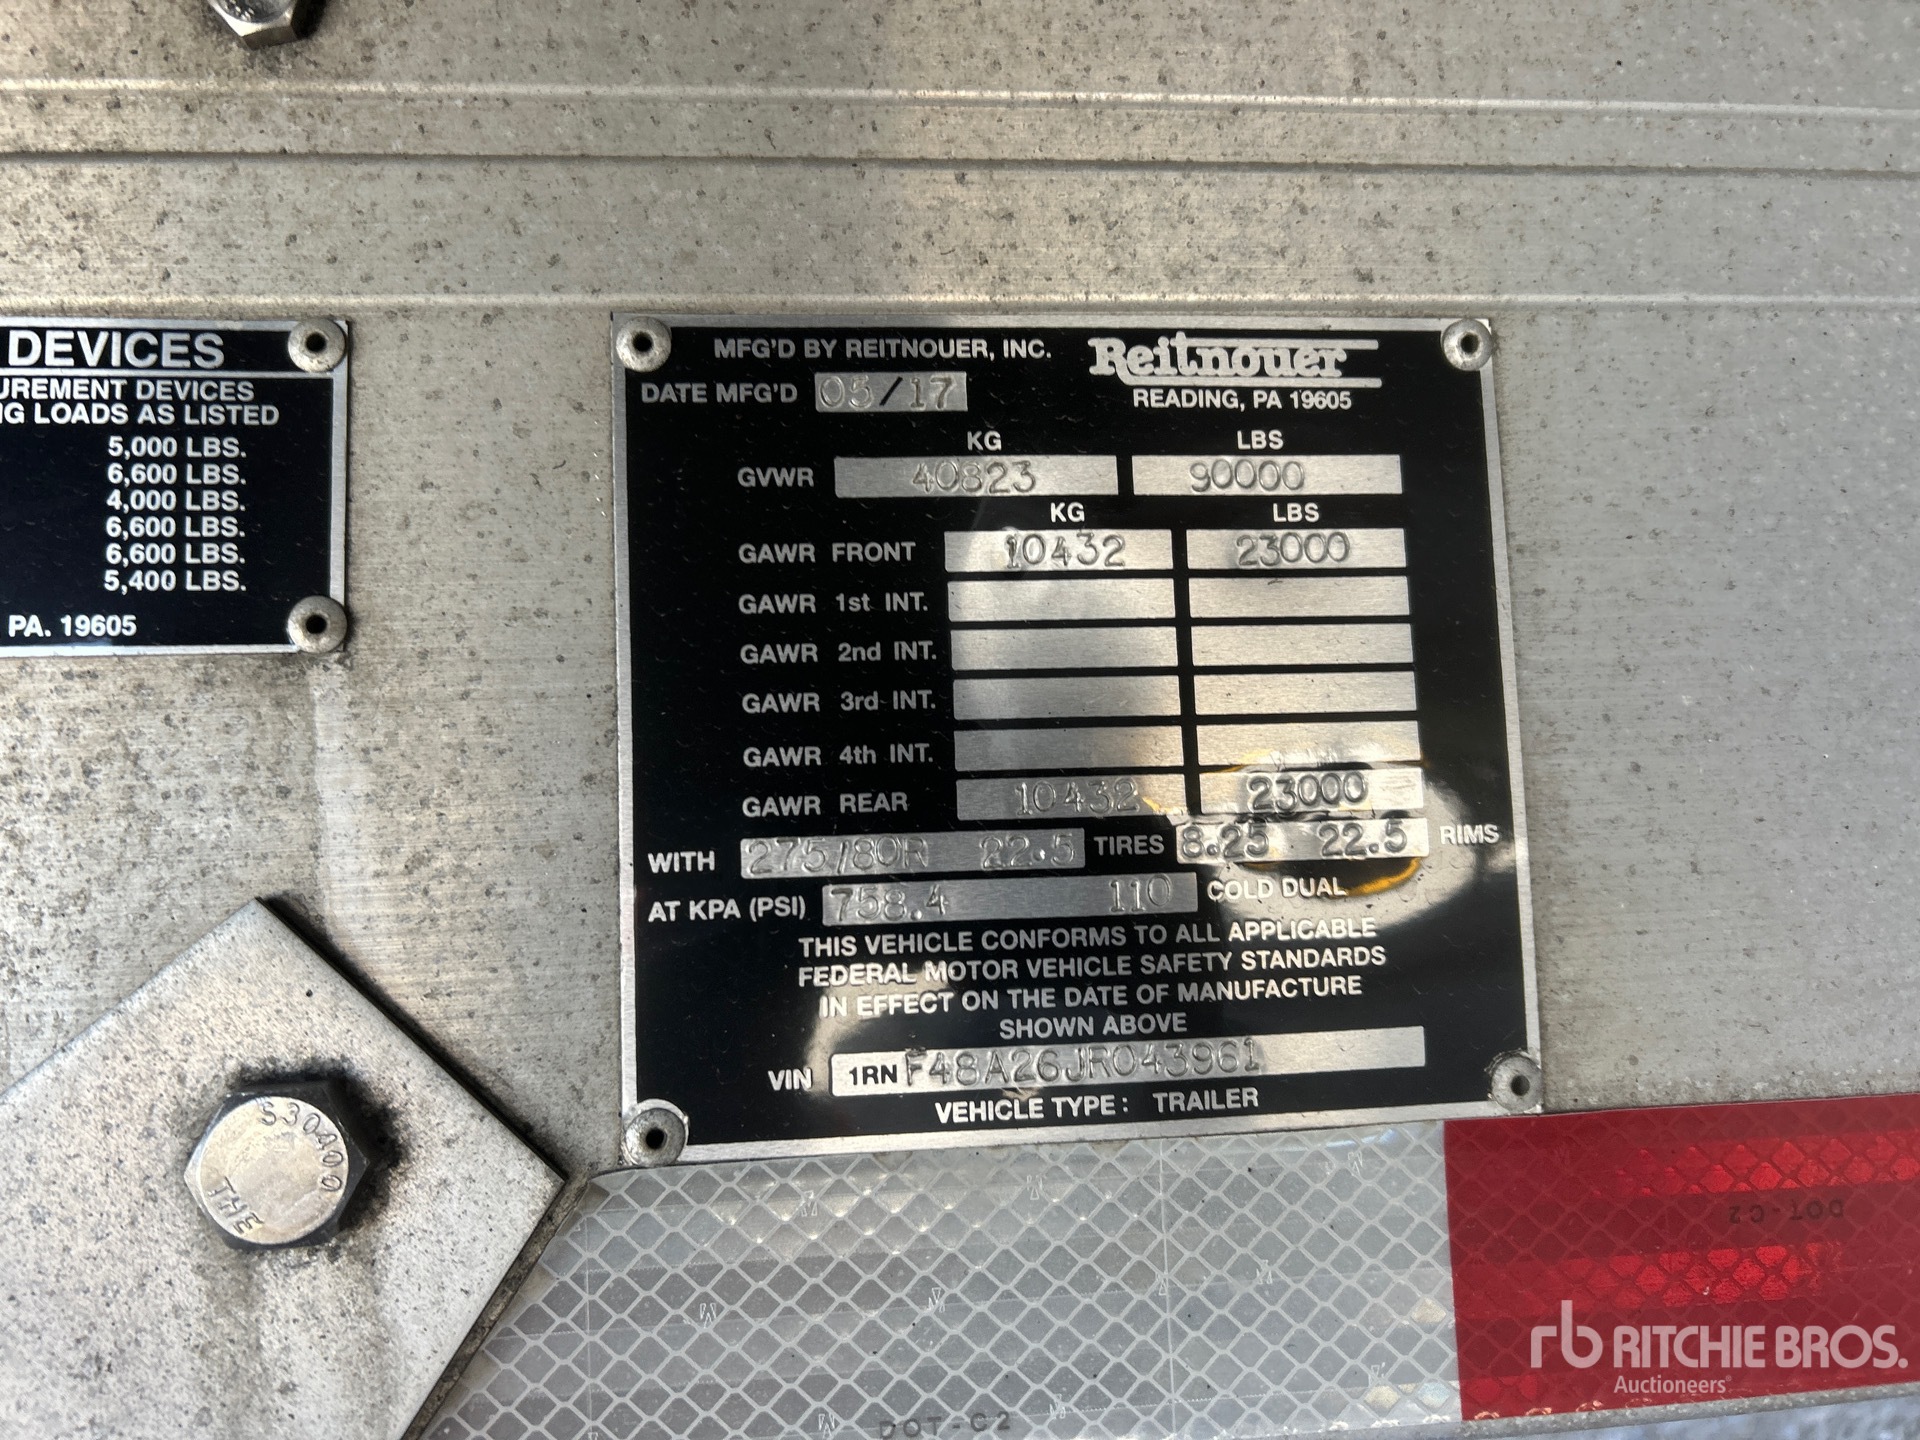 DEVICES
UREMENT DEVICES
NG LOADS AS LISTED
5,000 LBS.
6,600 LBS.
4,000 LBS.
6,600 LBS.
6,600 LBS.
5,400 LBS.
PA. 19605
MFG'D BY REITNOUER, INC. Reitnouer
DATE MFG'D 05/17 READING, PA 19605
KG LBS
GVWR 40823 90000
KG LBS
GAWR FRONT 10432 23000
GAWR 1st INT.
GAWR 2nd INT.
GAWR 3rd INT.
GAWR 4th INT.
GAWR REAR 10432 23000
WITH 275/80R 22.5 TIRES 8.25 22.5 RIMS
AT KPA (PSI) 758.4 110 COLD DUAL
THIS VEHICLE CONFORMS TO ALL APPLICABLE
FEDERAL MOTOR VEHICLE SAFETY STANDARDS
IN EFFECT ON THE DATE OF MANUFACTURE
SHOWN ABOVE
VIN 1RNF48A26JR043961
VEHICLE TYPE: TRAILER
S30400
THE
DOT-C2
DOT-C2
rb RITCHIE BROS.
Auctioneers